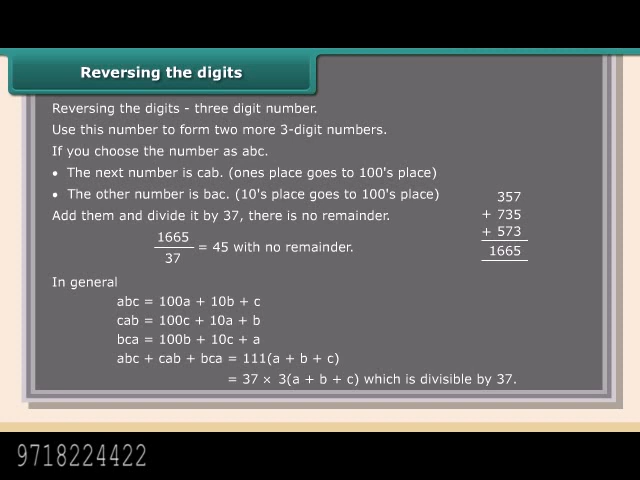 Reversing the digits
Reversing the digits - three digit number.
Use this number to form two more 3-digit numbers.
If you choose the number as abc.
• The next number is cab. (ones place goes to 100's place)
• The other number is bac. (10's place goes to 100's place)
Add them and divide it by 37, there is no remainder.
1665
37
= 45 with no remainder.
357
+ 735
+ 573
1665
In general
abc = 100a + 10b + c
cab = 100c + 10a + b
bca = 100b + 10c + a
abc + cab + bca = 111(a + b + c)
= 37 × 3(a + b + c) which is divisible by 37.
9718224422